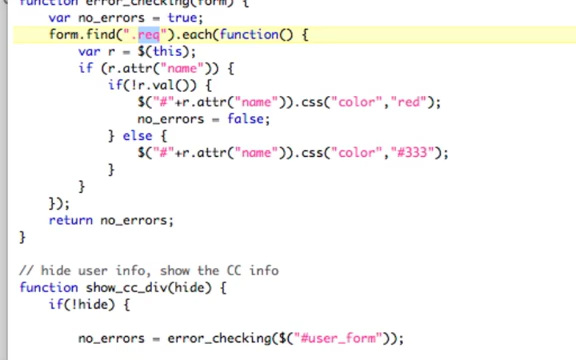 function error_checking(form) {
var no_errors = true;
form.find(".req").each(function() {
var r = $(this);
if (r.attr("name")) {
if(!r.val()) {
$("#"+r.attr("name")).css("color","red");
no_errors = false;
} else {
$("#"+r.attr("name")).css("color","#333");
}
}
});
return no_errors;
}
// hide user info, show the CC info
function show_cc_div(hide) {
if(!hide) {
no_errors = error_checking($("#user_form"));